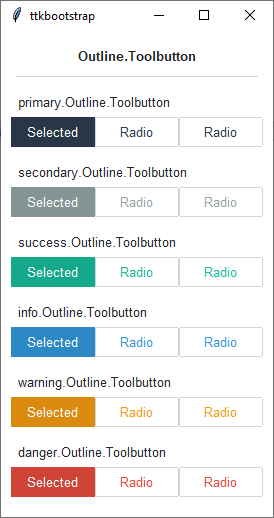 ttkbootstrap
Outline.Toolbutton
primary.Outline.Toolbutton
Selected Radio Radio
secondary.Outline.Toolbutton
Selected Radio Radio
success.Outline.Toolbutton
Selected Radio Radio
info.Outline.Toolbutton
Selected Radio Radio
warning.Outline.Toolbutton
Selected Radio Radio
danger.Outline.Toolbutton
Selected Radio Radio